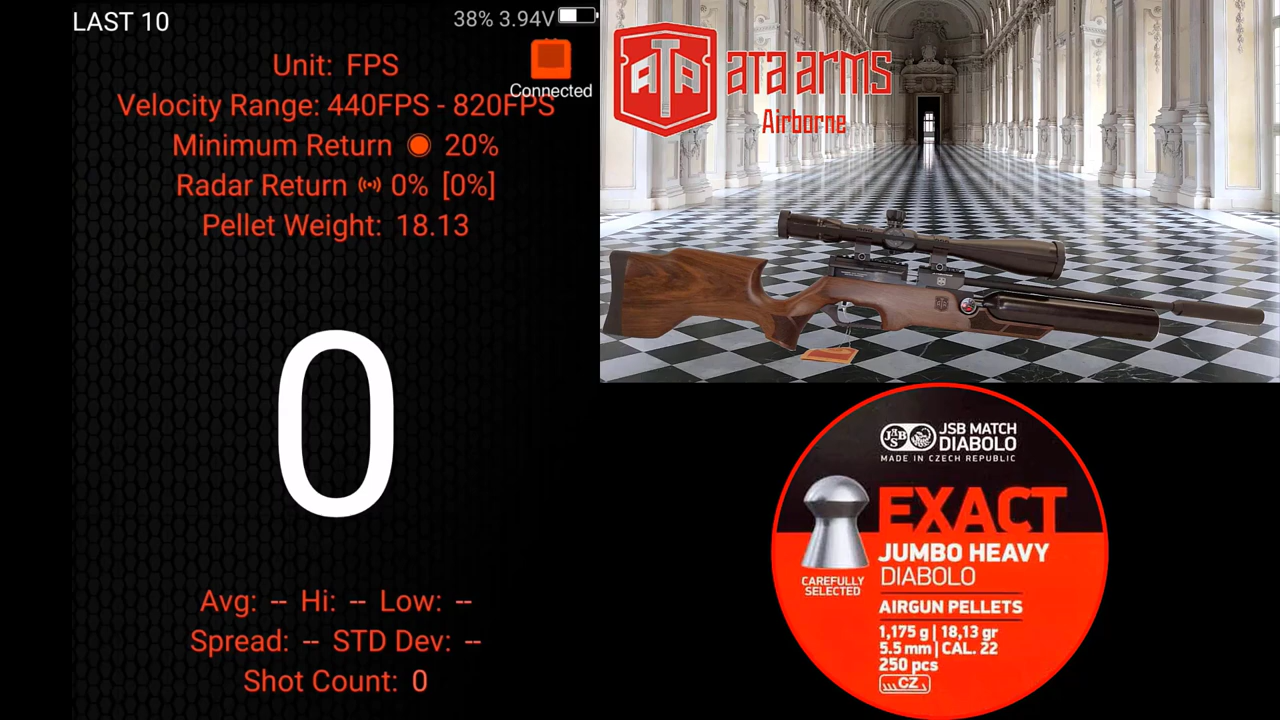 LAST 10
38% 3.94V
Connected
Unit: FPS
Velocity Range: 440FPS - 820FPS
Minimum Return 20%
Radar Return 0% [0%]
Pellet Weight: 18.13
0
Avg: -- Hi: -- Low: --
Spread: -- STD Dev: --
Shot Count: 0
ATA
ata arms
Airborne
JSB MATCH
DIABOLO
MADE IN CZECH REPUBLIC
EXACT
JUMBO HEAVY
DIABOLO
CAREFULLY
SELECTED
AIRGUN PELLETS
1,175 g | 18,13 gr
5.5 mm | CAL. 22
250 pcs
CZ